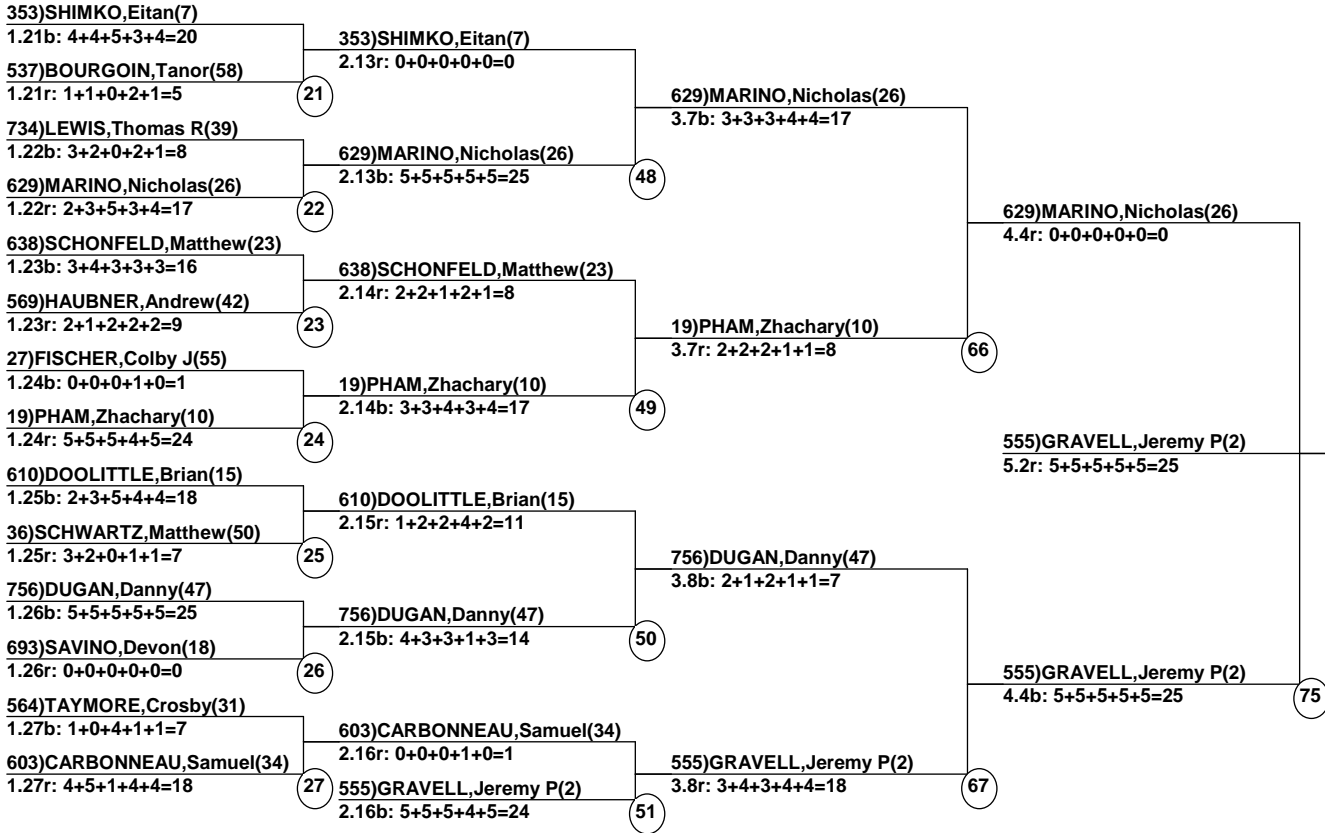 353)SHIMKO,Eitan(7)
1.21b: 4+4+5+3+4=20
537)BOURGOIN,Tanor(58)
1.21r: 1+1+0+2+1=5
21
734)LEWIS,Thomas R(39)
1.22b: 3+2+0+2+1=8
629)MARINO,Nicholas(26)
1.22r: 2+3+5+3+4=17
22
638)SCHONFELD,Matthew(23)
1.23b: 3+4+3+3+3=16
569)HAUBNER,Andrew(42)
1.23r: 2+1+2+2+2=9
23
27)FISCHER,Colby J(55)
1.24b: 0+0+0+1+0=1
19)PHAM,Zhachary(10)
1.24r: 5+5+5+4+5=24
24
610)DOOLITTLE,Brian(15)
1.25b: 2+3+5+4+4=18
36)SCHWARTZ,Matthew(50)
1.25r: 3+2+0+1+1=7
25
756)DUGAN,Danny(47)
1.26b: 5+5+5+5+5=25
693)SAVINO,Devon(18)
1.26r: 0+0+0+0+0=0
26
564)TAYMORE,Crosby(31)
1.27b: 1+0+4+1+1=7
603)CARBONNEAU,Samuel(34)
1.27r: 4+5+1+4+4=18
27
353)SHIMKO,Eitan(7)
2.13r: 0+0+0+0+0=0
629)MARINO,Nicholas(26)
2.13b: 5+5+5+5+5=25
48
638)SCHONFELD,Matthew(23)
2.14r: 2+2+1+2+1=8
19)PHAM,Zhachary(10)
2.14b: 3+3+4+3+4=17
49
610)DOOLITTLE,Brian(15)
2.15r: 1+2+2+4+2=11
756)DUGAN,Danny(47)
2.15b: 4+3+3+1+3=14
50
603)CARBONNEAU,Samuel(34)
2.16r: 0+0+0+1+0=1
555)GRAVELL,Jeremy P(2)
2.16b: 5+5+5+4+5=24
51
629)MARINO,Nicholas(26)
3.7b: 3+3+3+4+4=17
19)PHAM,Zhachary(10)
3.7r: 2+2+2+1+1=8
66
756)DUGAN,Danny(47)
3.8b: 2+1+2+1+1=7
555)GRAVELL,Jeremy P(2)
3.8r: 3+4+3+4+4=18
67
629)MARINO,Nicholas(26)
4.4r: 0+0+0+0+0=0
555)GRAVELL,Jeremy P(2)
4.4b: 5+5+5+5+5=25
75
555)GRAVELL,Jeremy P(2)
5.2r: 5+5+5+5+5=25